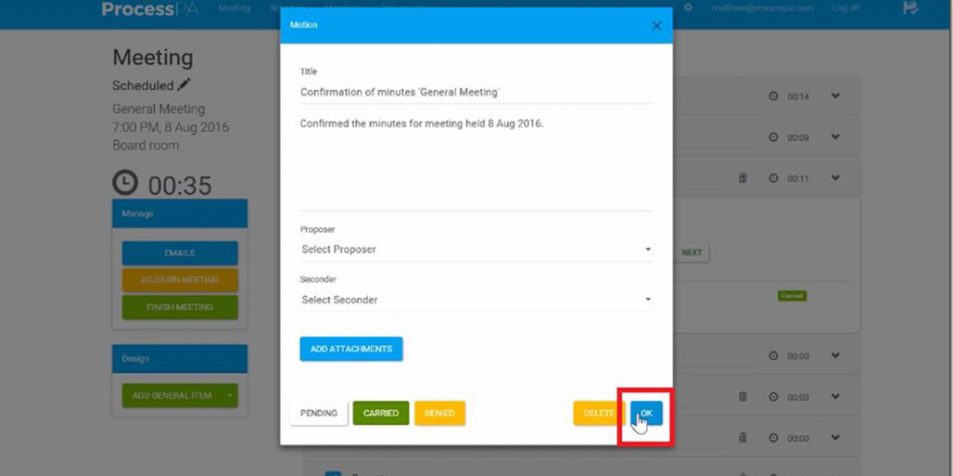 ProcessPA
Meeting
matthew@processpa.com
Log off
Motion
Meeting
Scheduled
General Meeting
7:00 PM, 8 Aug 2016
Board room
00:35
Manage
EMAILS
ADJOURN MEETING
FINISH MEETING
Design
ADD GENERAL ITEM
Title
Confirmation of minutes 'General Meeting'
Confirmed the minutes for meeting held 8 Aug 2016.
Proposer
Select Proposer
Seconder
Select Seconder
ADD ATTACHMENTS
PENDING
CARRIED
DENIED
DELETE
OK
00:14
00:09
00:11
NEXT
Carried
00:00
00:00
00:00